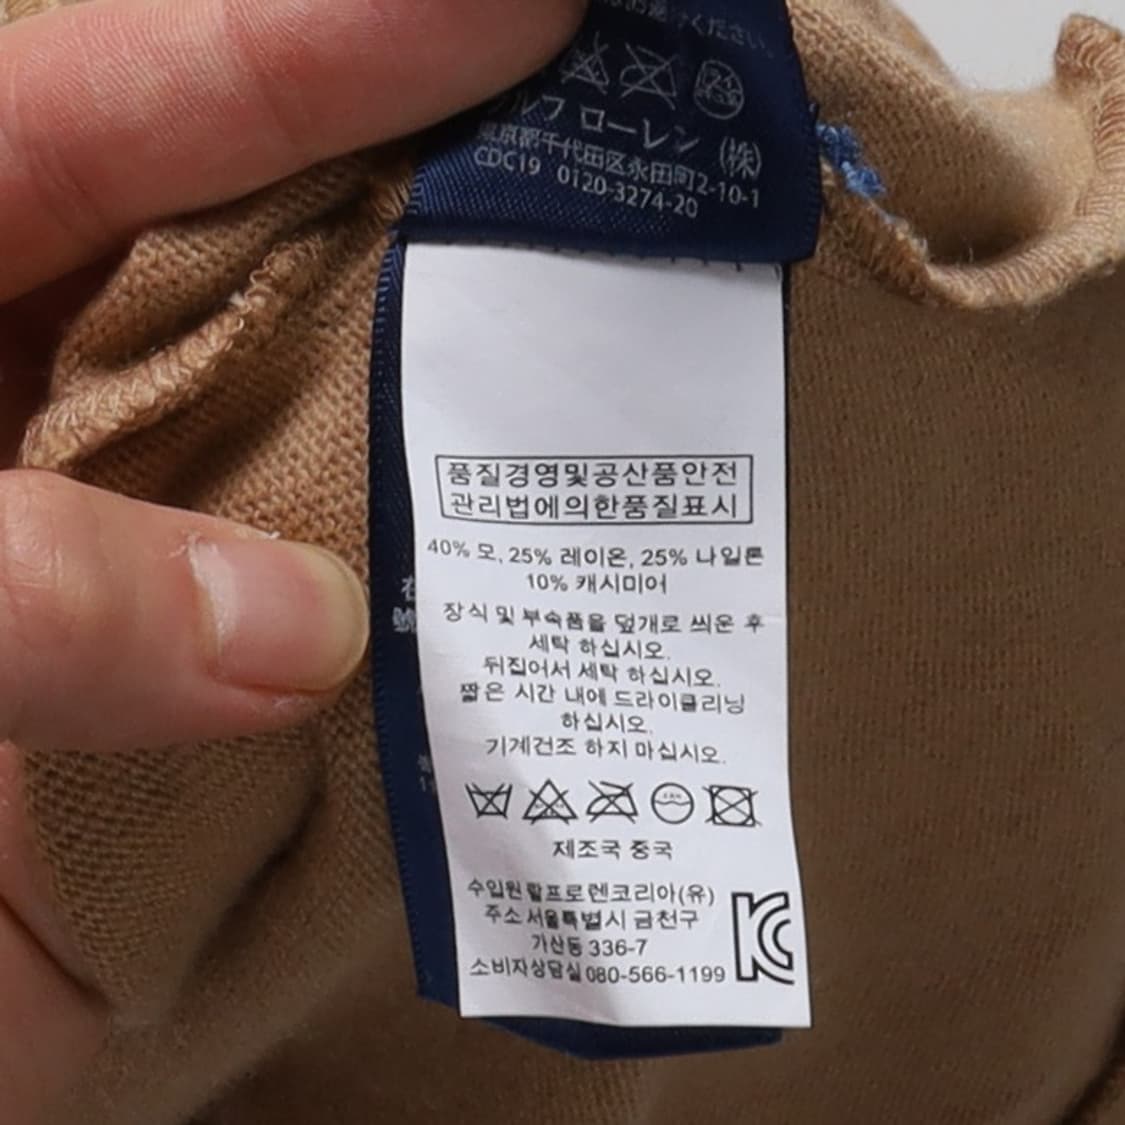 ください。
ルフ ローレン (株)
東京都千代田区永田町2-10-1
CDC19 0120-3274-20
품질경영및공산품안전
관리법에의한품질표시
40% 모, 25% 레이온, 25% 나일론
10% 캐시미어
장식 및 부속품을 덮개로 씌운 후
세탁 하십시오.
뒤집어서 세탁 하십시오.
짧은 시간 내에 드라이클리닝
하십시오.
기계건조 하지 마십시오.
제조국 중국
수입원 랄프로렌코리아(유)
주소 서울특별시 금천구
가산동 336-7
소비자상담실 080-566-1199
KC